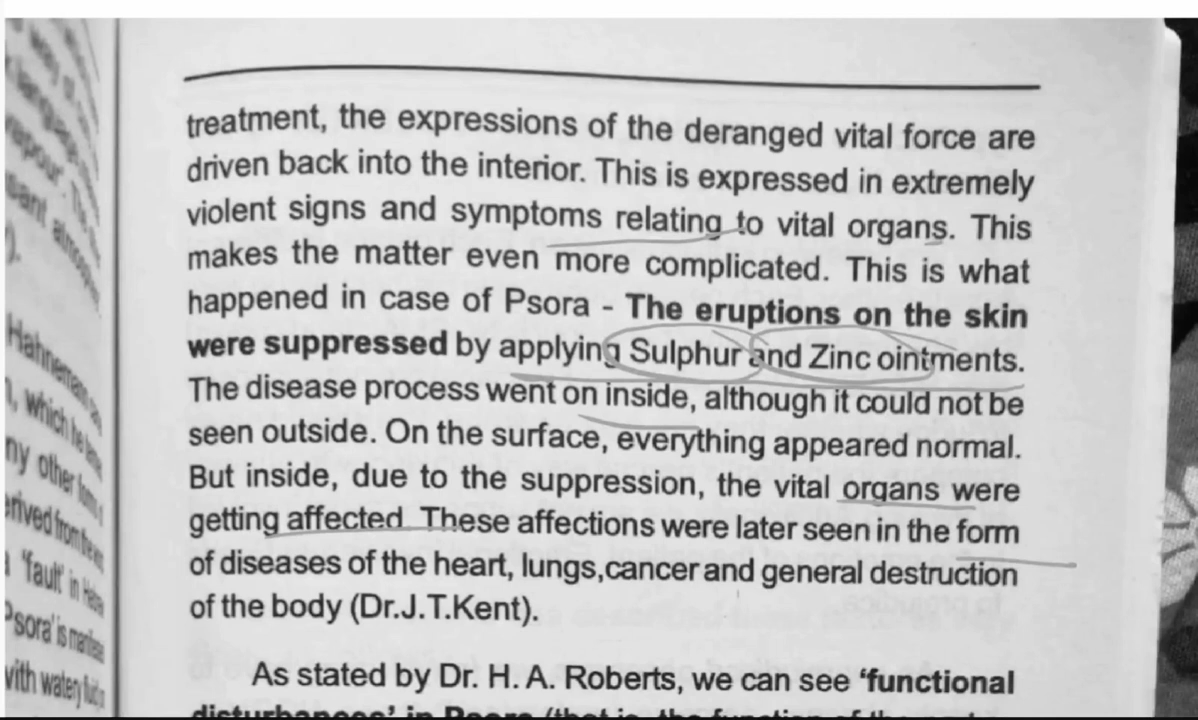 treatment, the expressions of the deranged vital force are
driven back into the interior. This is expressed in extremely
violent signs and symptoms relating to vital organs. This
makes the matter even more complicated. This is what
happened in case of Psora - The eruptions on the skin
were suppressed by applying Sulphur and Zinc ointments.
The disease process went on inside, although it could not be
seen outside. On the surface, everything appeared normal.
But inside, due to the suppression, the vital organs were
getting affected. These affections were later seen in the form
of diseases of the heart, lungs,cancer and general destruction
of the body (Dr.J.T.Kent).
As stated by Dr. H. A. Roberts, we can see ‘functional